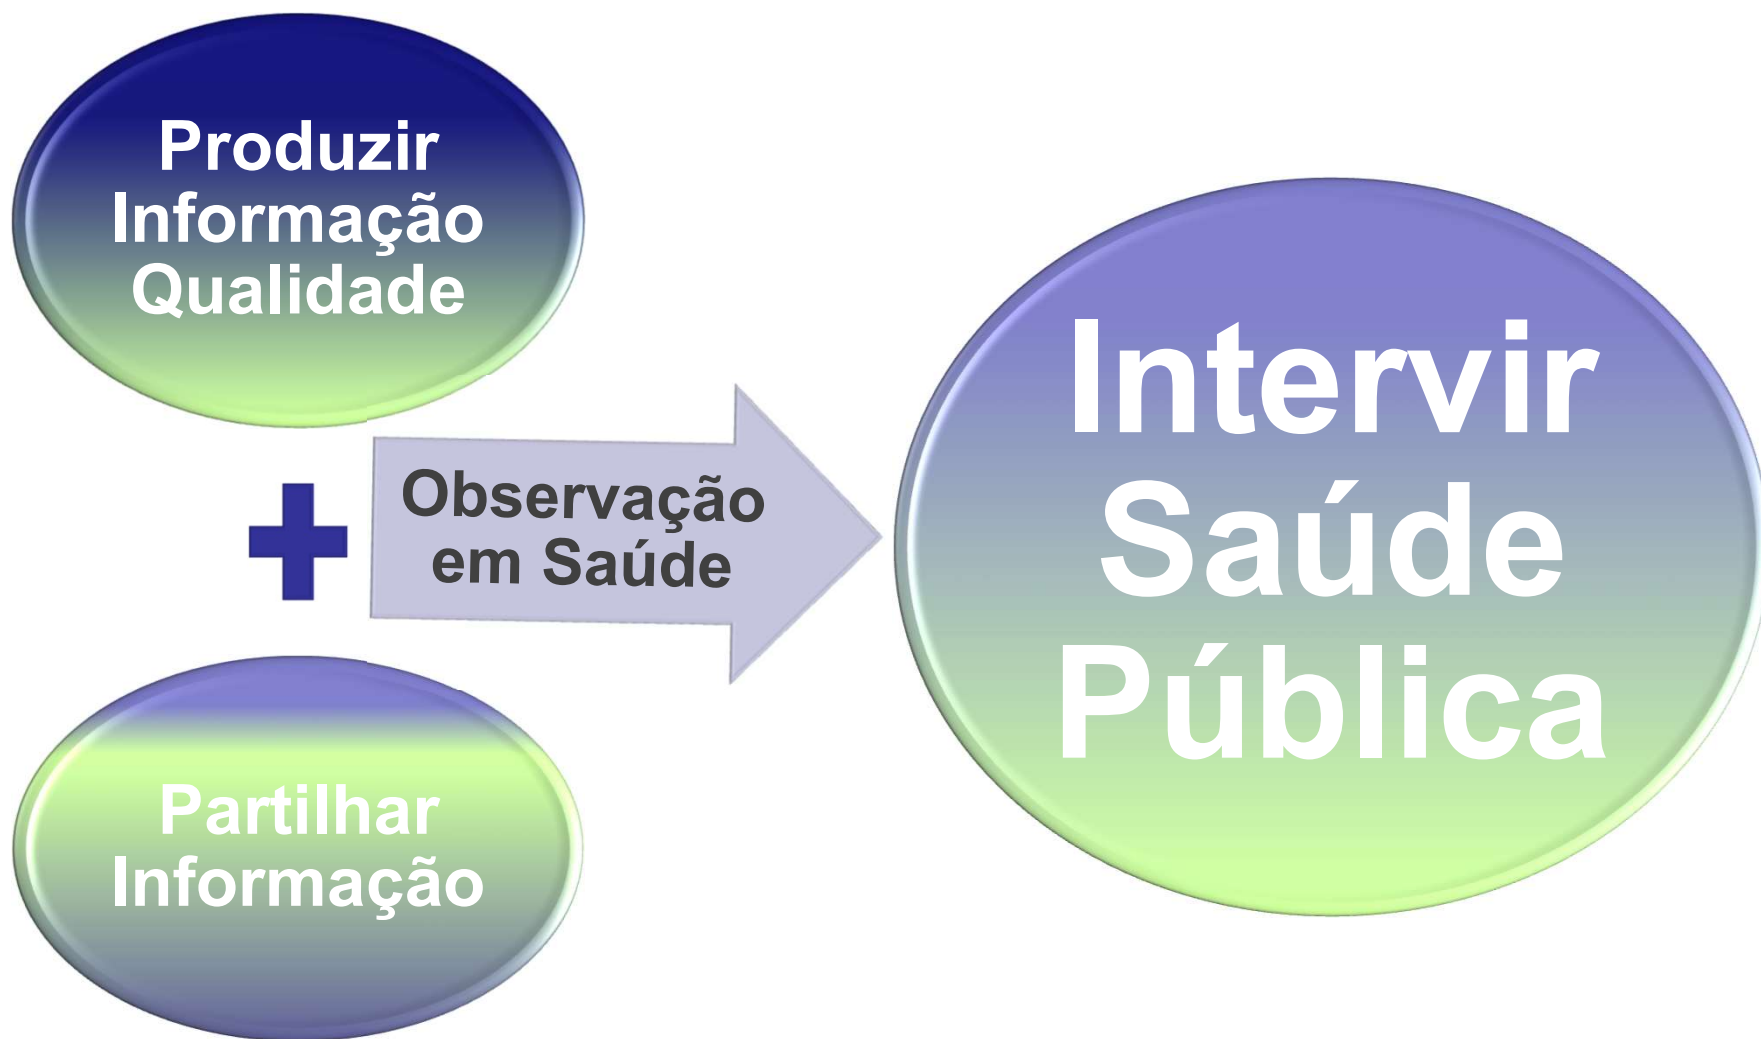 Produzir
Informação
Qualidade
Observação
em Saúde
Partilhar
Informação
Intervir
Saúde
Pública